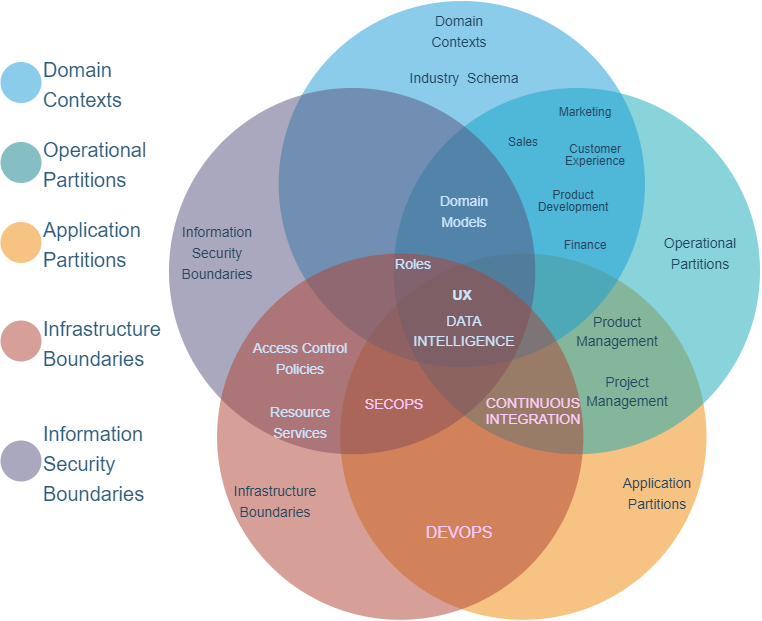 Domain
Contexts
Operational
Partitions
Application
Partitions
Infrastructure
Boundaries
Information
Security
Boundaries
Domain
Contexts
Industry Schema
Marketing
Sales
Customer
Experience
Product
Development
Finance
Domain
Models
Information
Security
Boundaries
Operational
Partitions
Roles
UX
DATA
INTELLIGENCE
Product
Management
Access Control
Policies
Project
Management
SECOPS
CONTINUOUS
INTEGRATION
Resource
Services
Infrastructure
Boundaries
Application
Partitions
DEVOPS